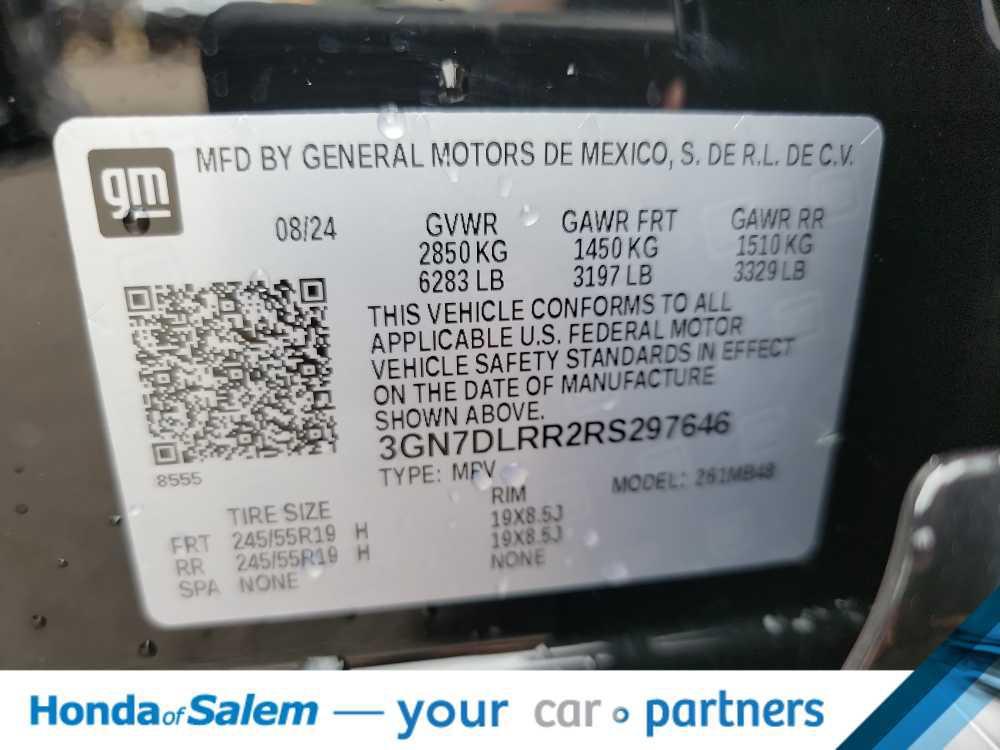 gm
MFD BY GENERAL MOTORS DE MEXICO, S. DE R.L. DE C.V.
08/24 GVWR GAWR FRT GAWR RR
2850 KG 1450 KG 1510 KG
6283 LB 3197 LB 3329 LB
THIS VEHICLE CONFORMS TO ALL
APPLICABLE U.S. FEDERAL MOTOR
VEHICLE SAFETY STANDARDS IN EFFECT
ON THE DATE OF MANUFACTURE
SHOWN ABOVE.
3GN7DLRR2RS297646
8555
TYPE: MPV MODEL: 261MB48
TIRE SIZE RIM
FRT 245/55R19 H 19X8.5J
RR 245/55R19 H 19X8.5J
SPA NONE NONE
Honda of Salem — your car partners